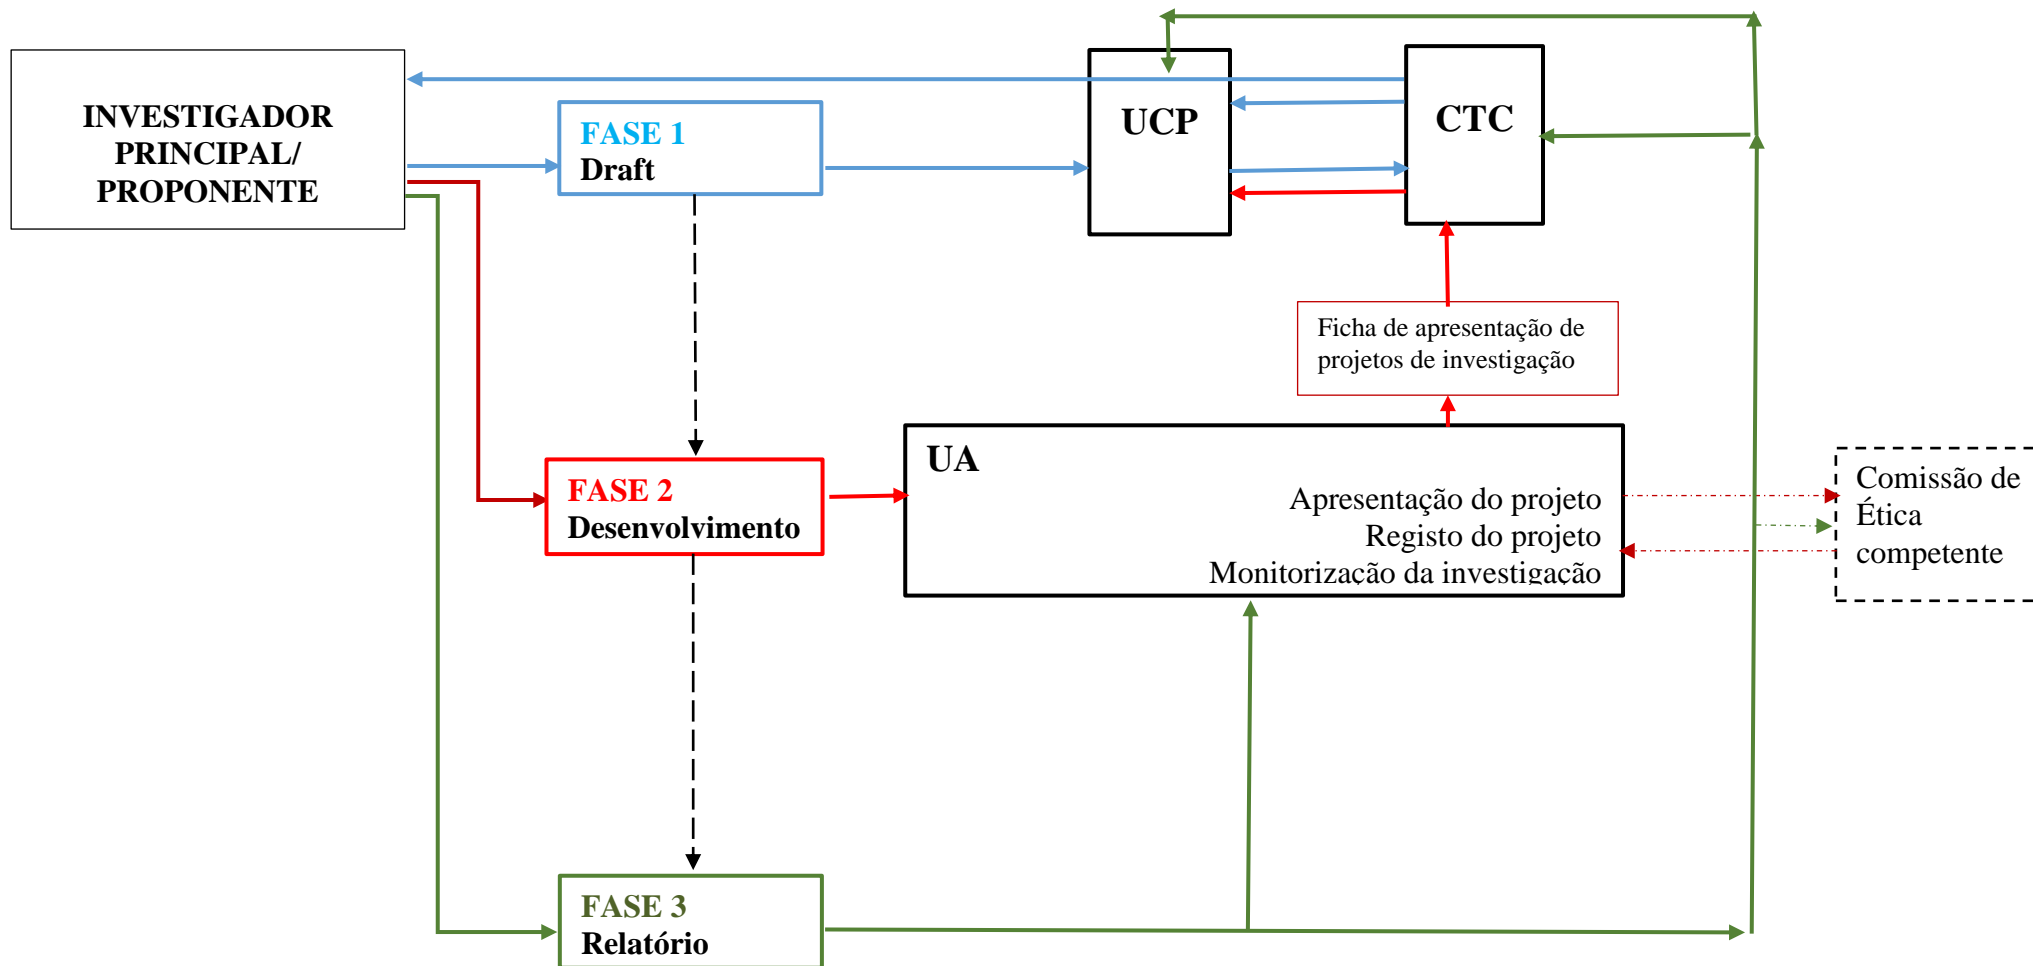 INVESTIGADOR
PRINCIPAL/
PROPONENTE
FASE 1
Draft
UCP
CTC
Ficha de apresentação de
projetos de investigação
UA
Apresentação do projeto
Registo do projeto
Monitorização da investigação
FASE 2
Desenvolvimento
Comissão de
Ética
competente
FASE 3
Relatório